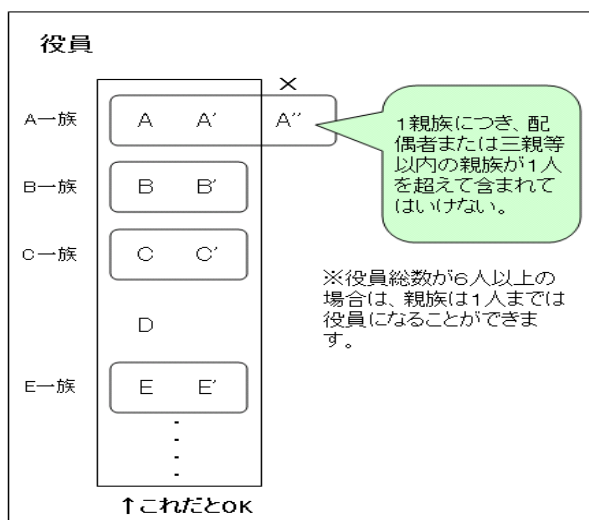 役員
×
A一族 A A′ A′′
1親族につき、配
偶者または三親等
以内の親族が1人
を超えて含まれて
はいけない。
B一族 B B′
C一族 C C′
※役員総数が6人以上の
場合は、親族は1人までは
役員になることができま
す。
D
E一族 E E′
↑これだとOK